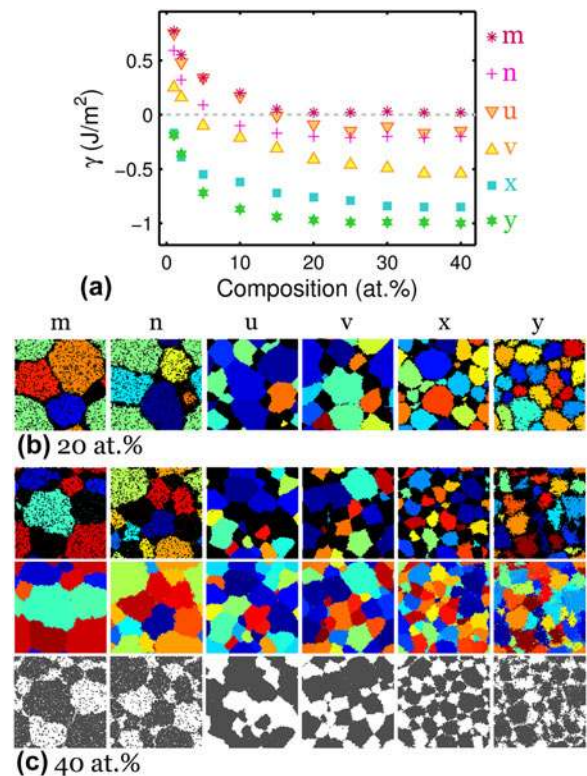 0.5
0
−0.5
−1
γ (J/m²)
0 10 20 30 40
Composition (at.%)
m
n
u
v
x
y
(a)
m n u v x y
(b) 20 at.%
(c) 40 at.%